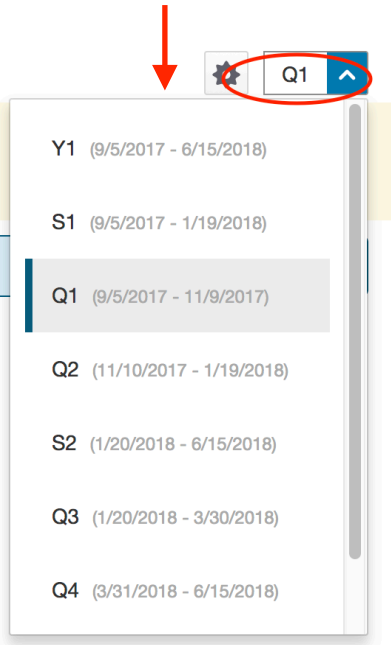 Q1
Y1 (9/5/2017 - 6/15/2018)
S1 (9/5/2017 - 1/19/2018)
Q1 (9/5/2017 - 11/9/2017)
Q2 (11/10/2017 - 1/19/2018)
S2 (1/20/2018 - 6/15/2018)
Q3 (1/20/2018 - 3/30/2018)
Q4 (3/31/2018 - 6/15/2018)